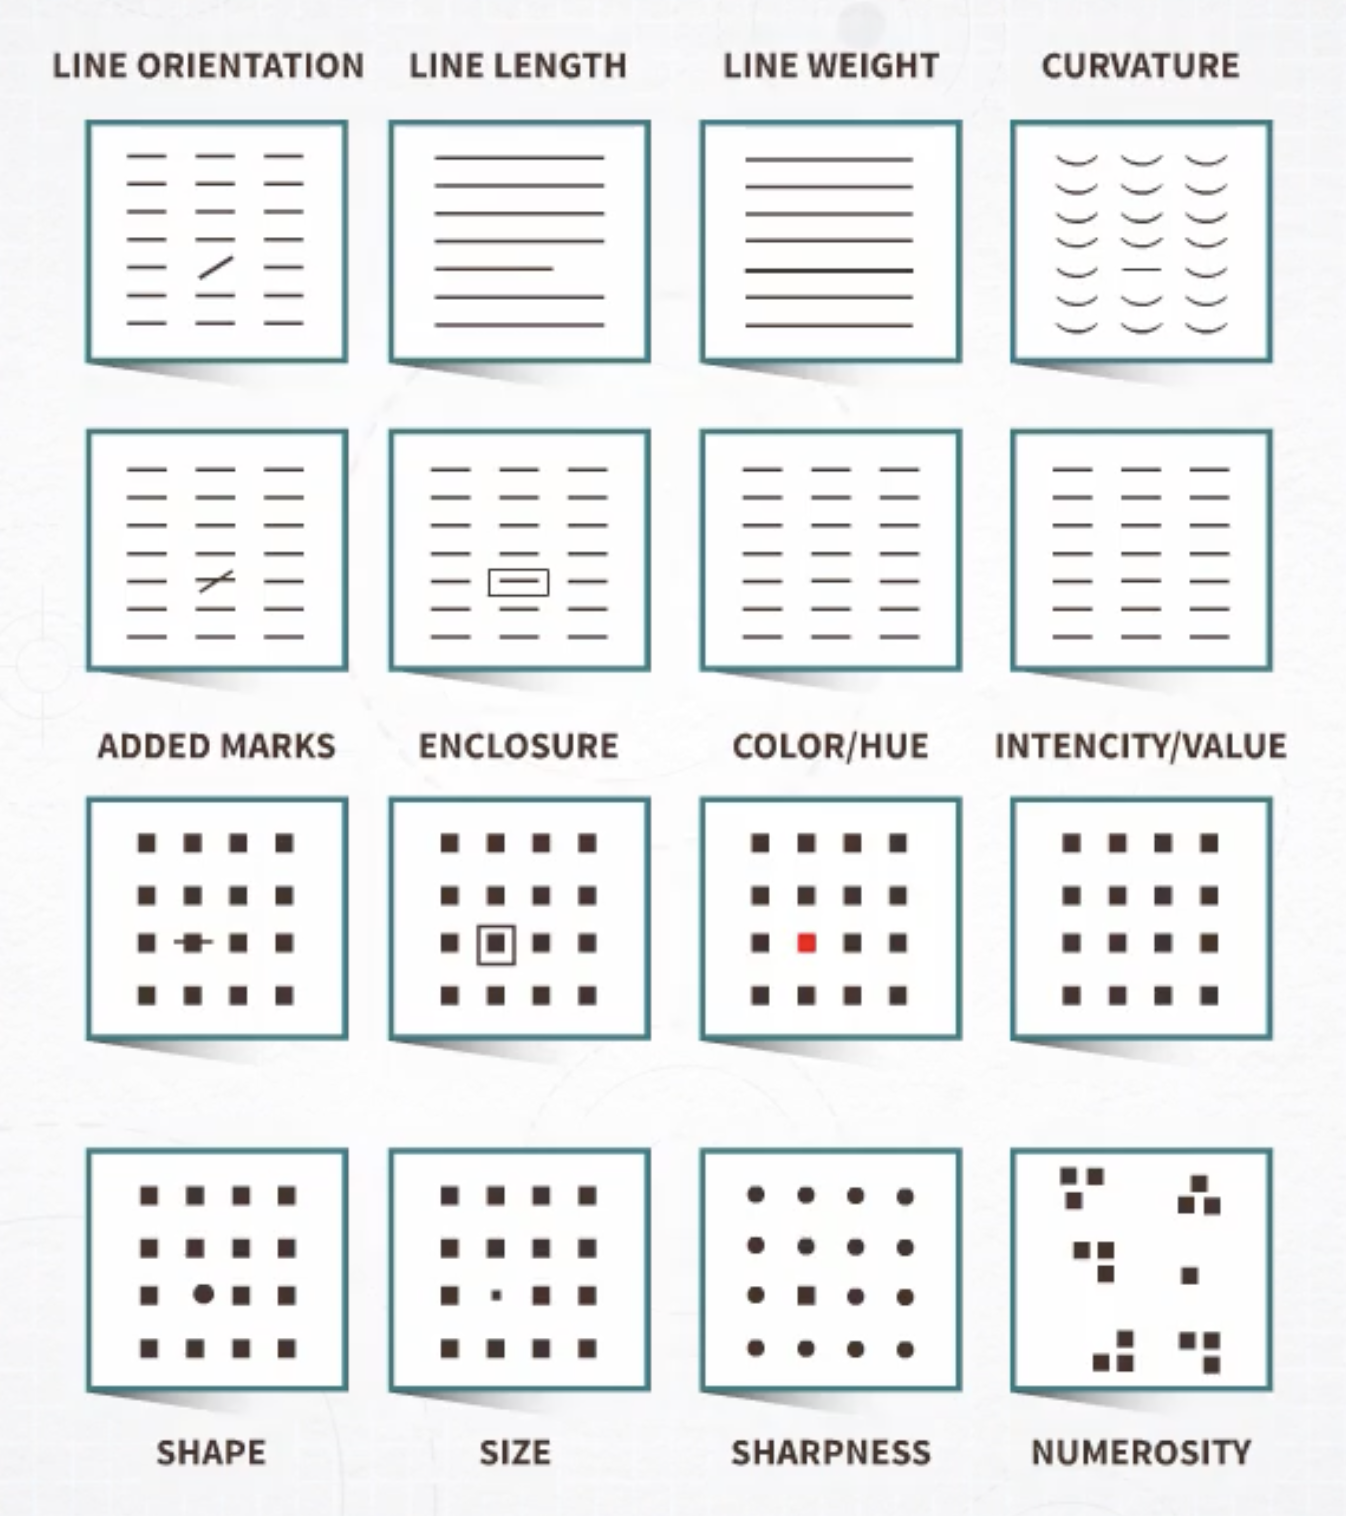 LINE ORIENTATION LINE LENGTH LINE WEIGHT CURVATURE
ADDED MARKS ENCLOSURE COLOR/HUE INTENCITY/VALUE
SHAPE SIZE SHARPNESS NUMEROSITY